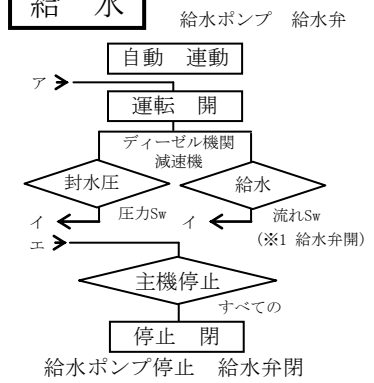 給 水
給水ポンプ 給水弁
自動 連動
ア
運転 開
ディーゼル機関
減速機
封水圧
給水
イ
圧力Sw
イ
流れSw
(※1 給水弁開)
エ
主機停止
すべての
停止 閉
給水ポンプ停止 給水弁閉